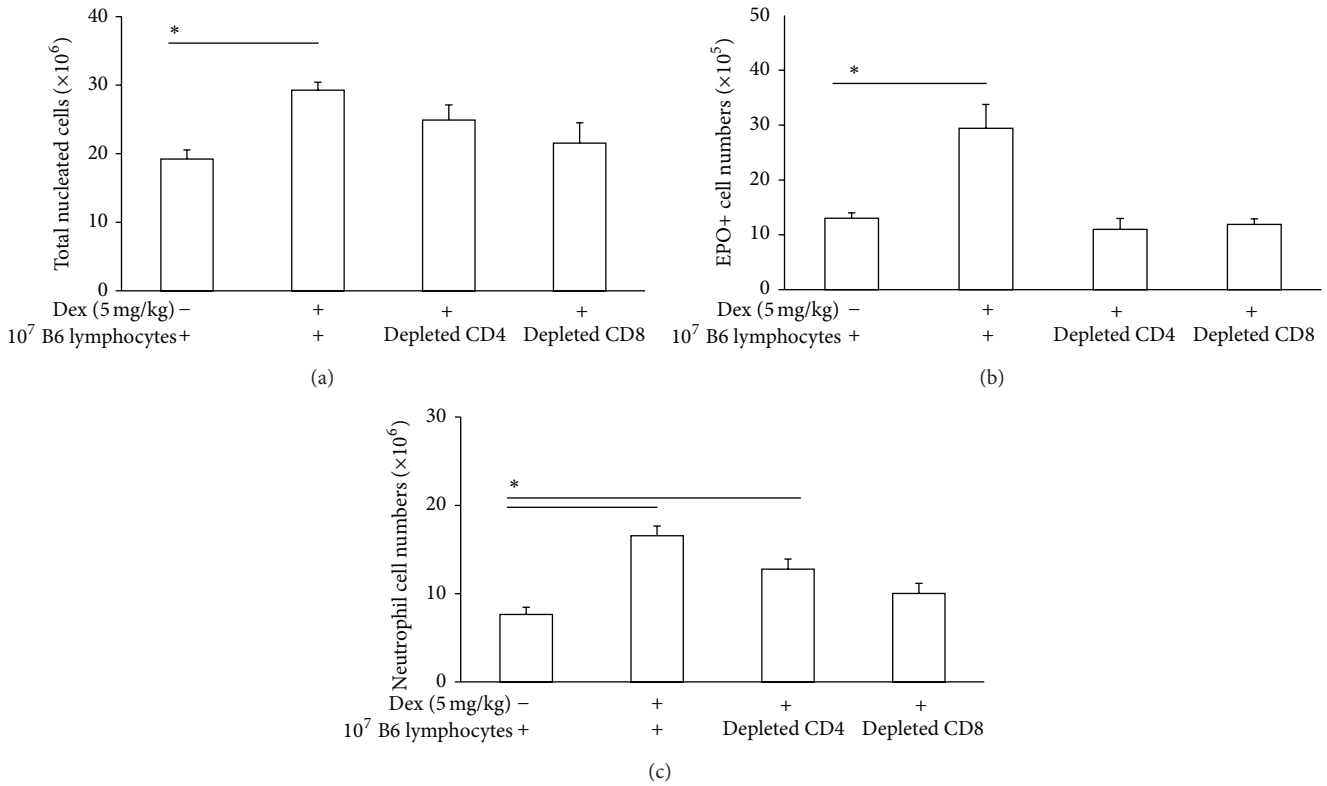 40
30
20
10
0
Total nucleated cells (×10⁶)
*
Dex (5 mg/kg) − + + +
10⁷ B6 lymphocytes + + Depleted CD4 Depleted CD8
(a)
50
40
30
20
10
0
EPO+ cell numbers (×10⁵)
*
Dex (5 mg/kg) − + + +
10⁷ B6 lymphocytes + + Depleted CD4 Depleted CD8
(b)
30
20
10
0
Neutrophil cell numbers (×10⁶)
*
Dex (5 mg/kg) − + + +
10⁷ B6 lymphocytes + + Depleted CD4 Depleted CD8
(c)